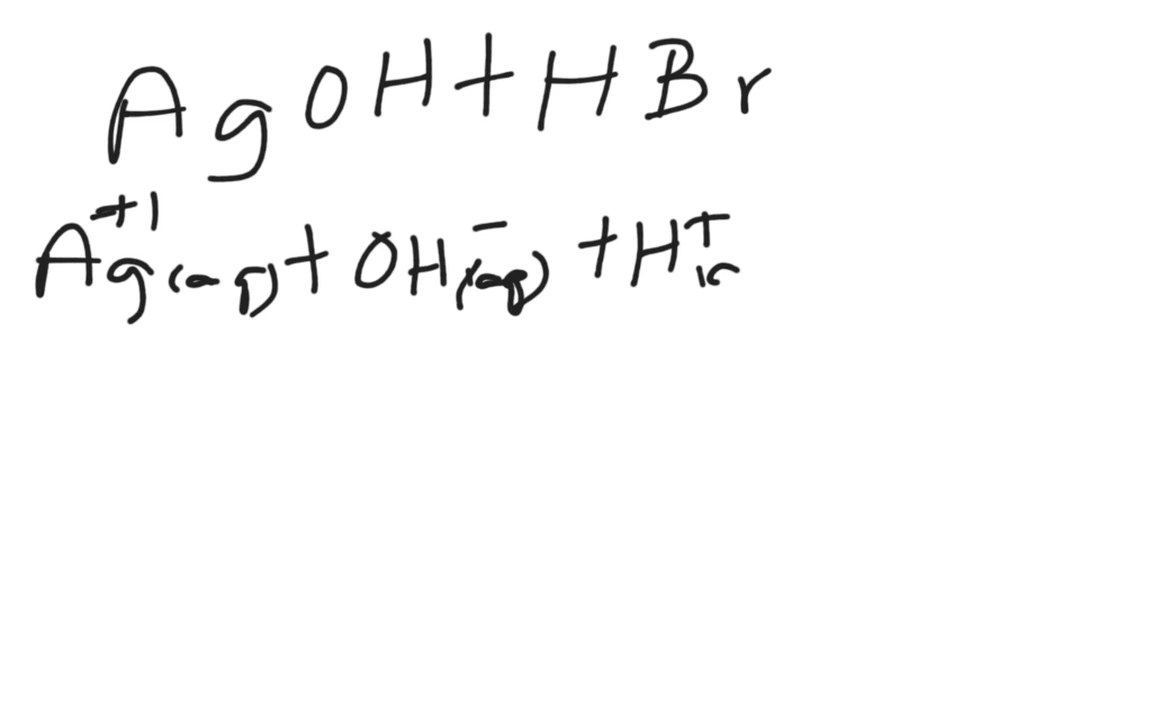 AgOH + HBr
Ag⁺¹(aq) + OH⁻(aq) + H⁺